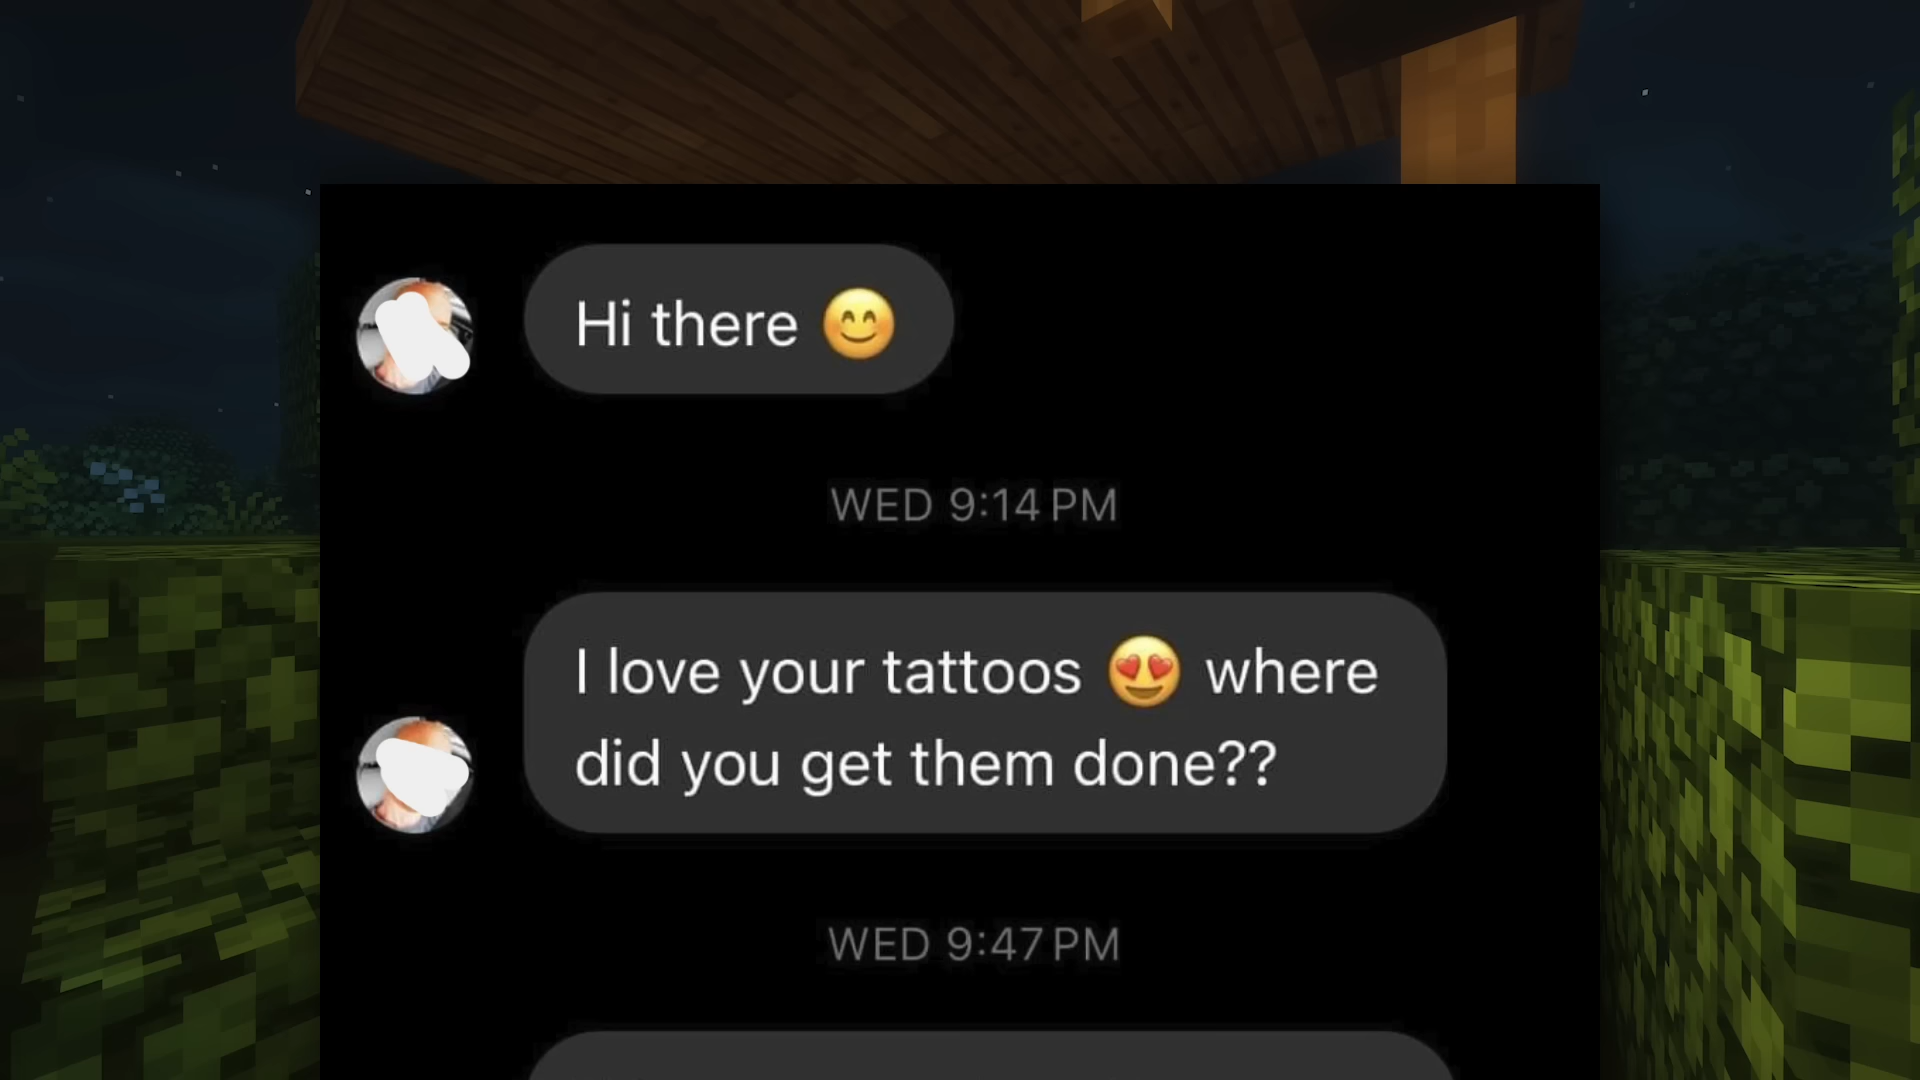 Hi there 😊
WED 9:14 PM
I love your tattoos 😍 where
did you get them done??
WED 9:47 PM